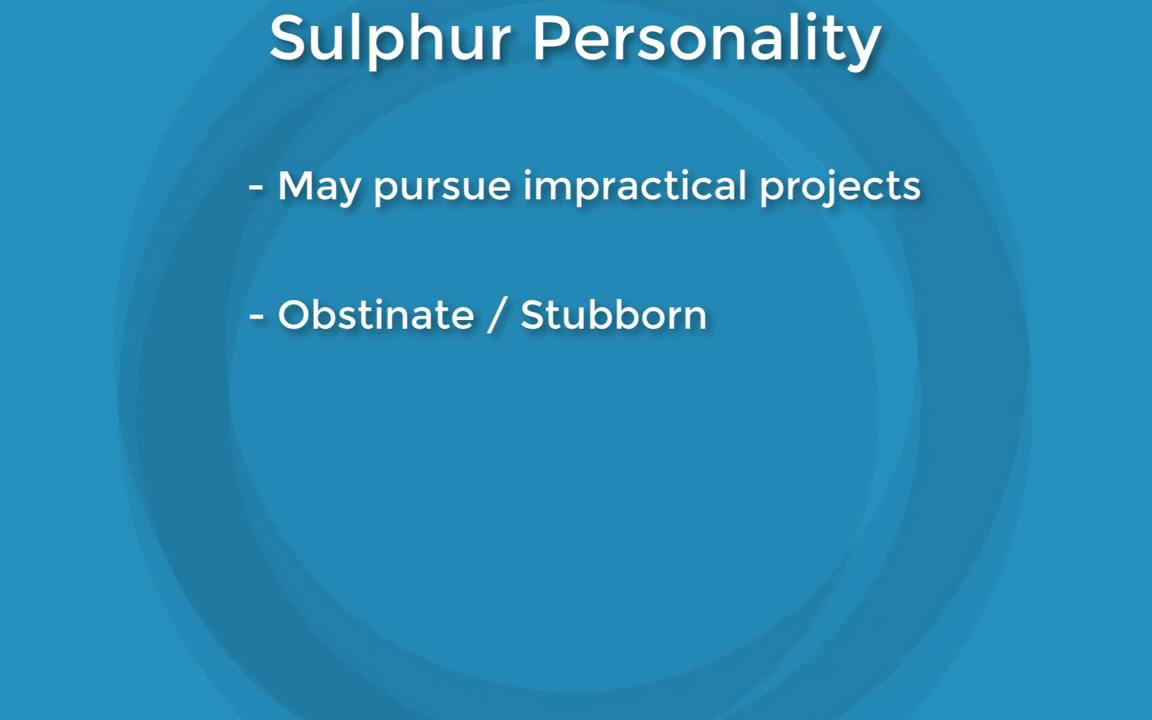 Sulphur Personality
- May pursue impractical projects
- Obstinate / Stubborn